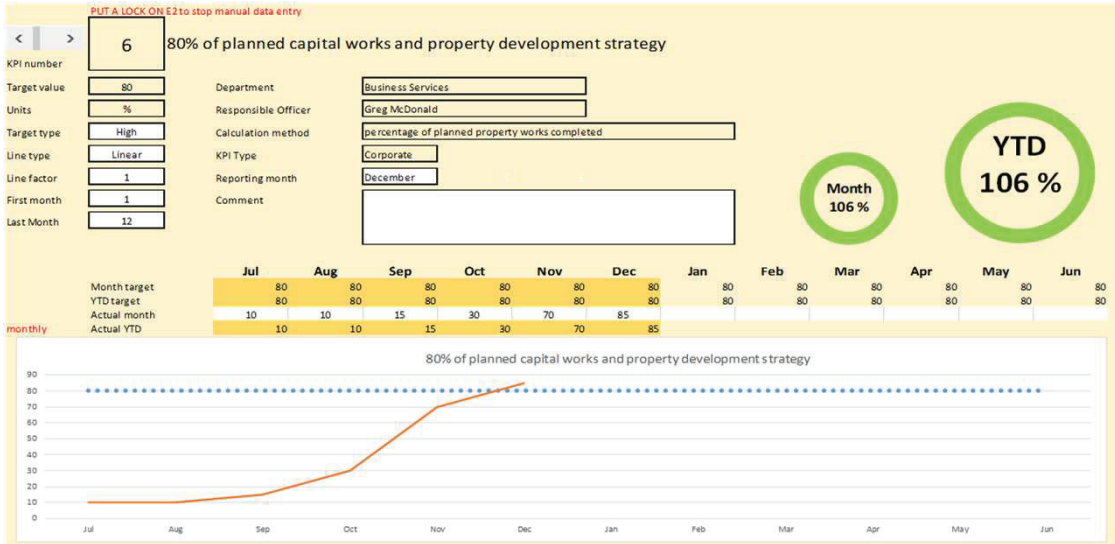 PUT A LOCK ON E2 to stop manual data entry
< >
KPI number
6
80% of planned capital works and property development strategy
Target value 80 Department Business Services
Units % Responsible Officer Greg McDonald
Target type High Calculation method percentage of planned property works completed
Line type Linear KPI Type Corporate
Line factor 1 Reporting month December
First month 1 Comment
Last Month 12
Month
106 %
YTD
106 %
Jul Aug Sep Oct Nov Dec Jan Feb Mar Apr May Jun
Month target 80 80 80 80 80 80 80 80 80 80 80 80
YTD target 80 80 80 80 80 80 80 80 80 80 80 80
Actual month 10 10 15 30 70 85
monthly Actual YTD 10 10 15 30 70 85
80% of planned capital works and property development strategy
90
80
70
60
50
40
30
20
10
0
Jul Aug Sep Oct Nov Dec Jan Feb Mar Apr May Jun